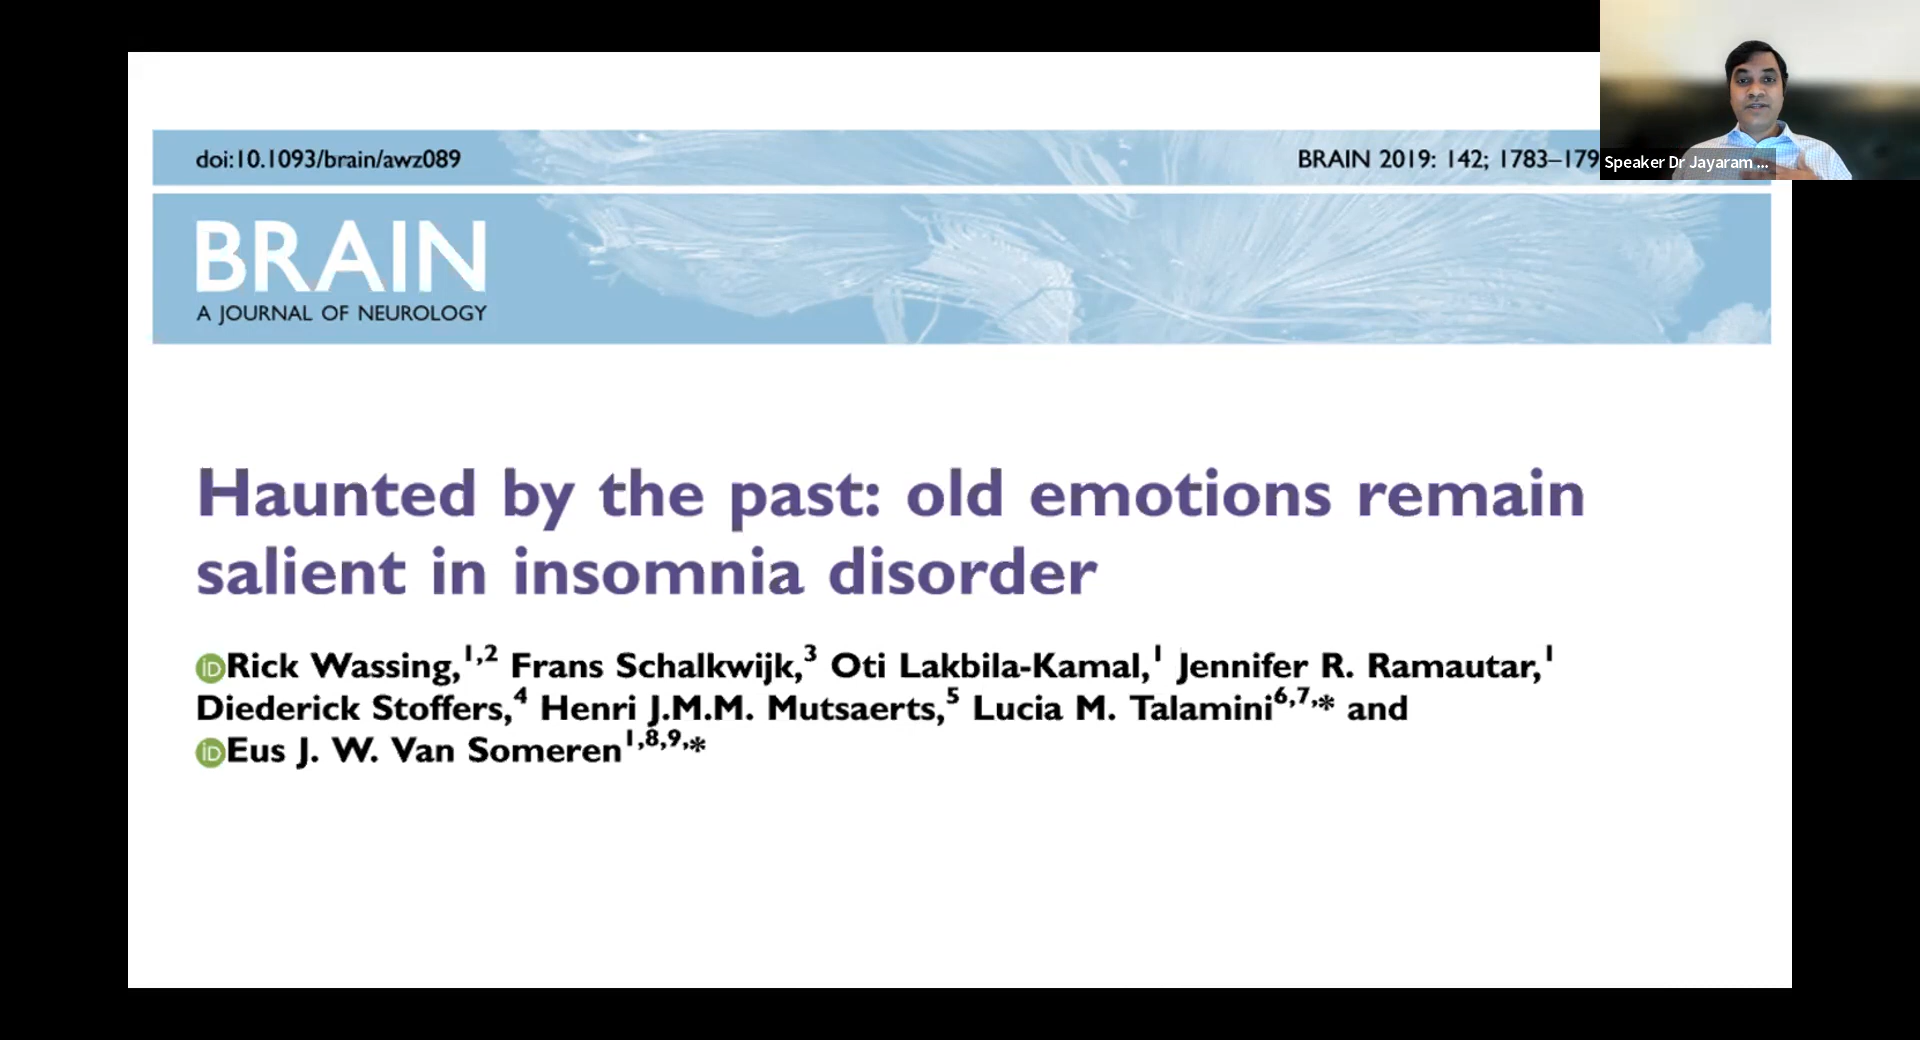 doi:10.1093/brain/awz089
BRAIN 2019: 142; 1783–179
Speaker Dr Jayaram ...
BRAIN
A JOURNAL OF NEUROLOGY
Haunted by the past: old emotions remain
salient in insomnia disorder
iD Rick Wassing,1,2 Frans Schalkwijk,3 Oti Lakbila-Kamal,1 Jennifer R. Ramautar,1
Diederick Stoffers,4 Henri J.M.M. Mutsaerts,5 Lucia M. Talamini6,7,* and
iD Eus J. W. Van Someren1,8,9,*